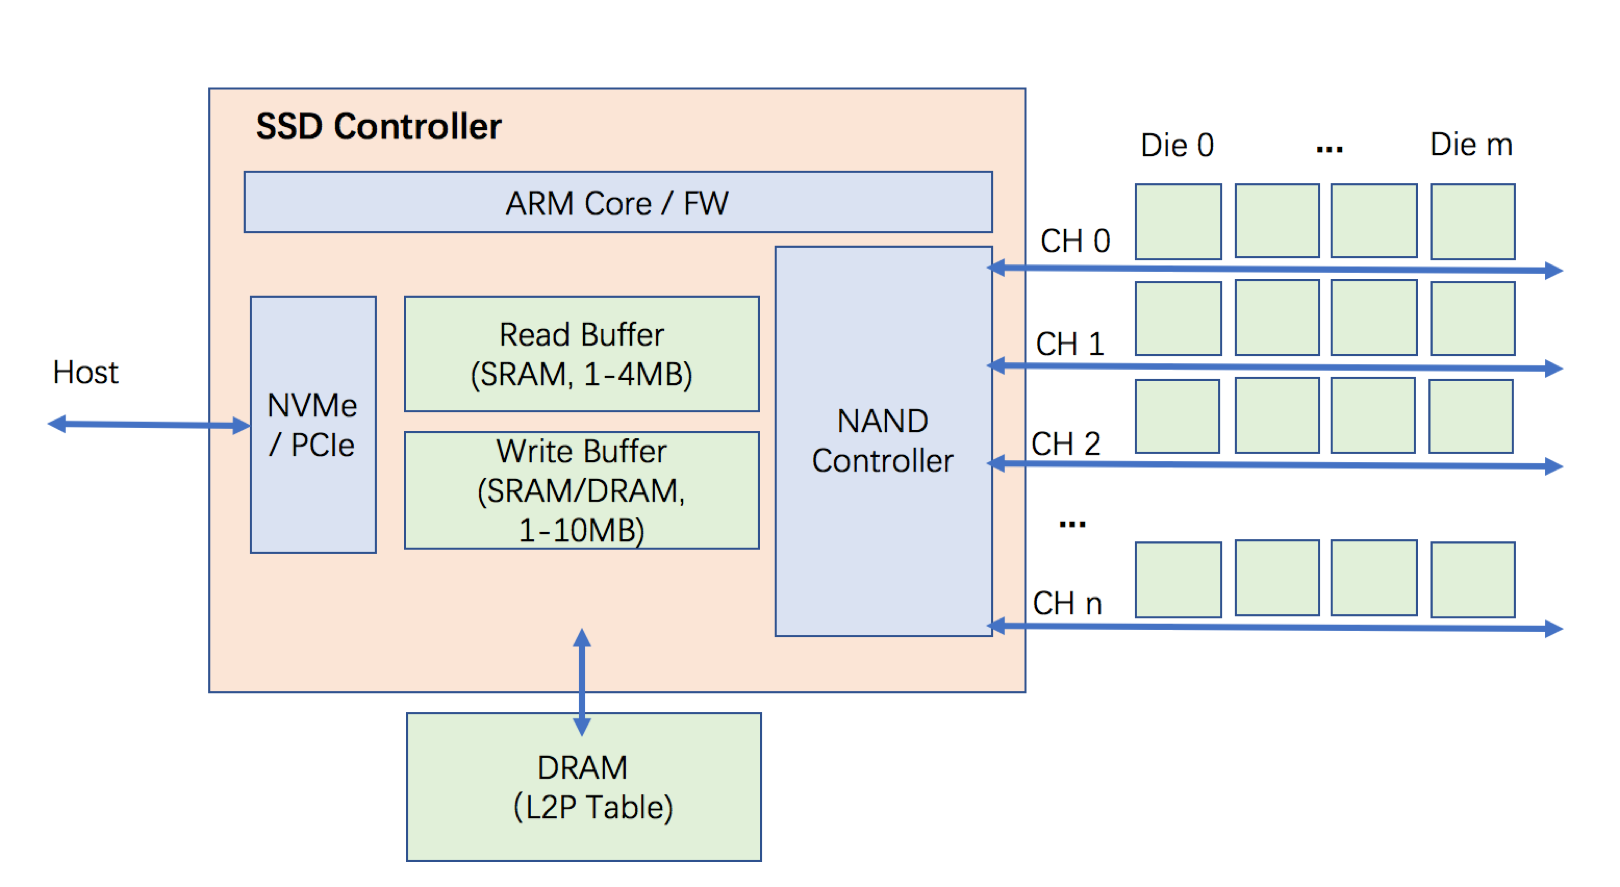 SSD Controller
ARM Core / FW
Host
NVMe
/ PCIe
Read Buffer
(SRAM, 1-4MB)
Write Buffer
(SRAM/DRAM,
1-10MB)
NAND
Controller
DRAM
(L2P Table)
Die 0
...
Die m
CH 0
CH 1
CH 2
...
CH n